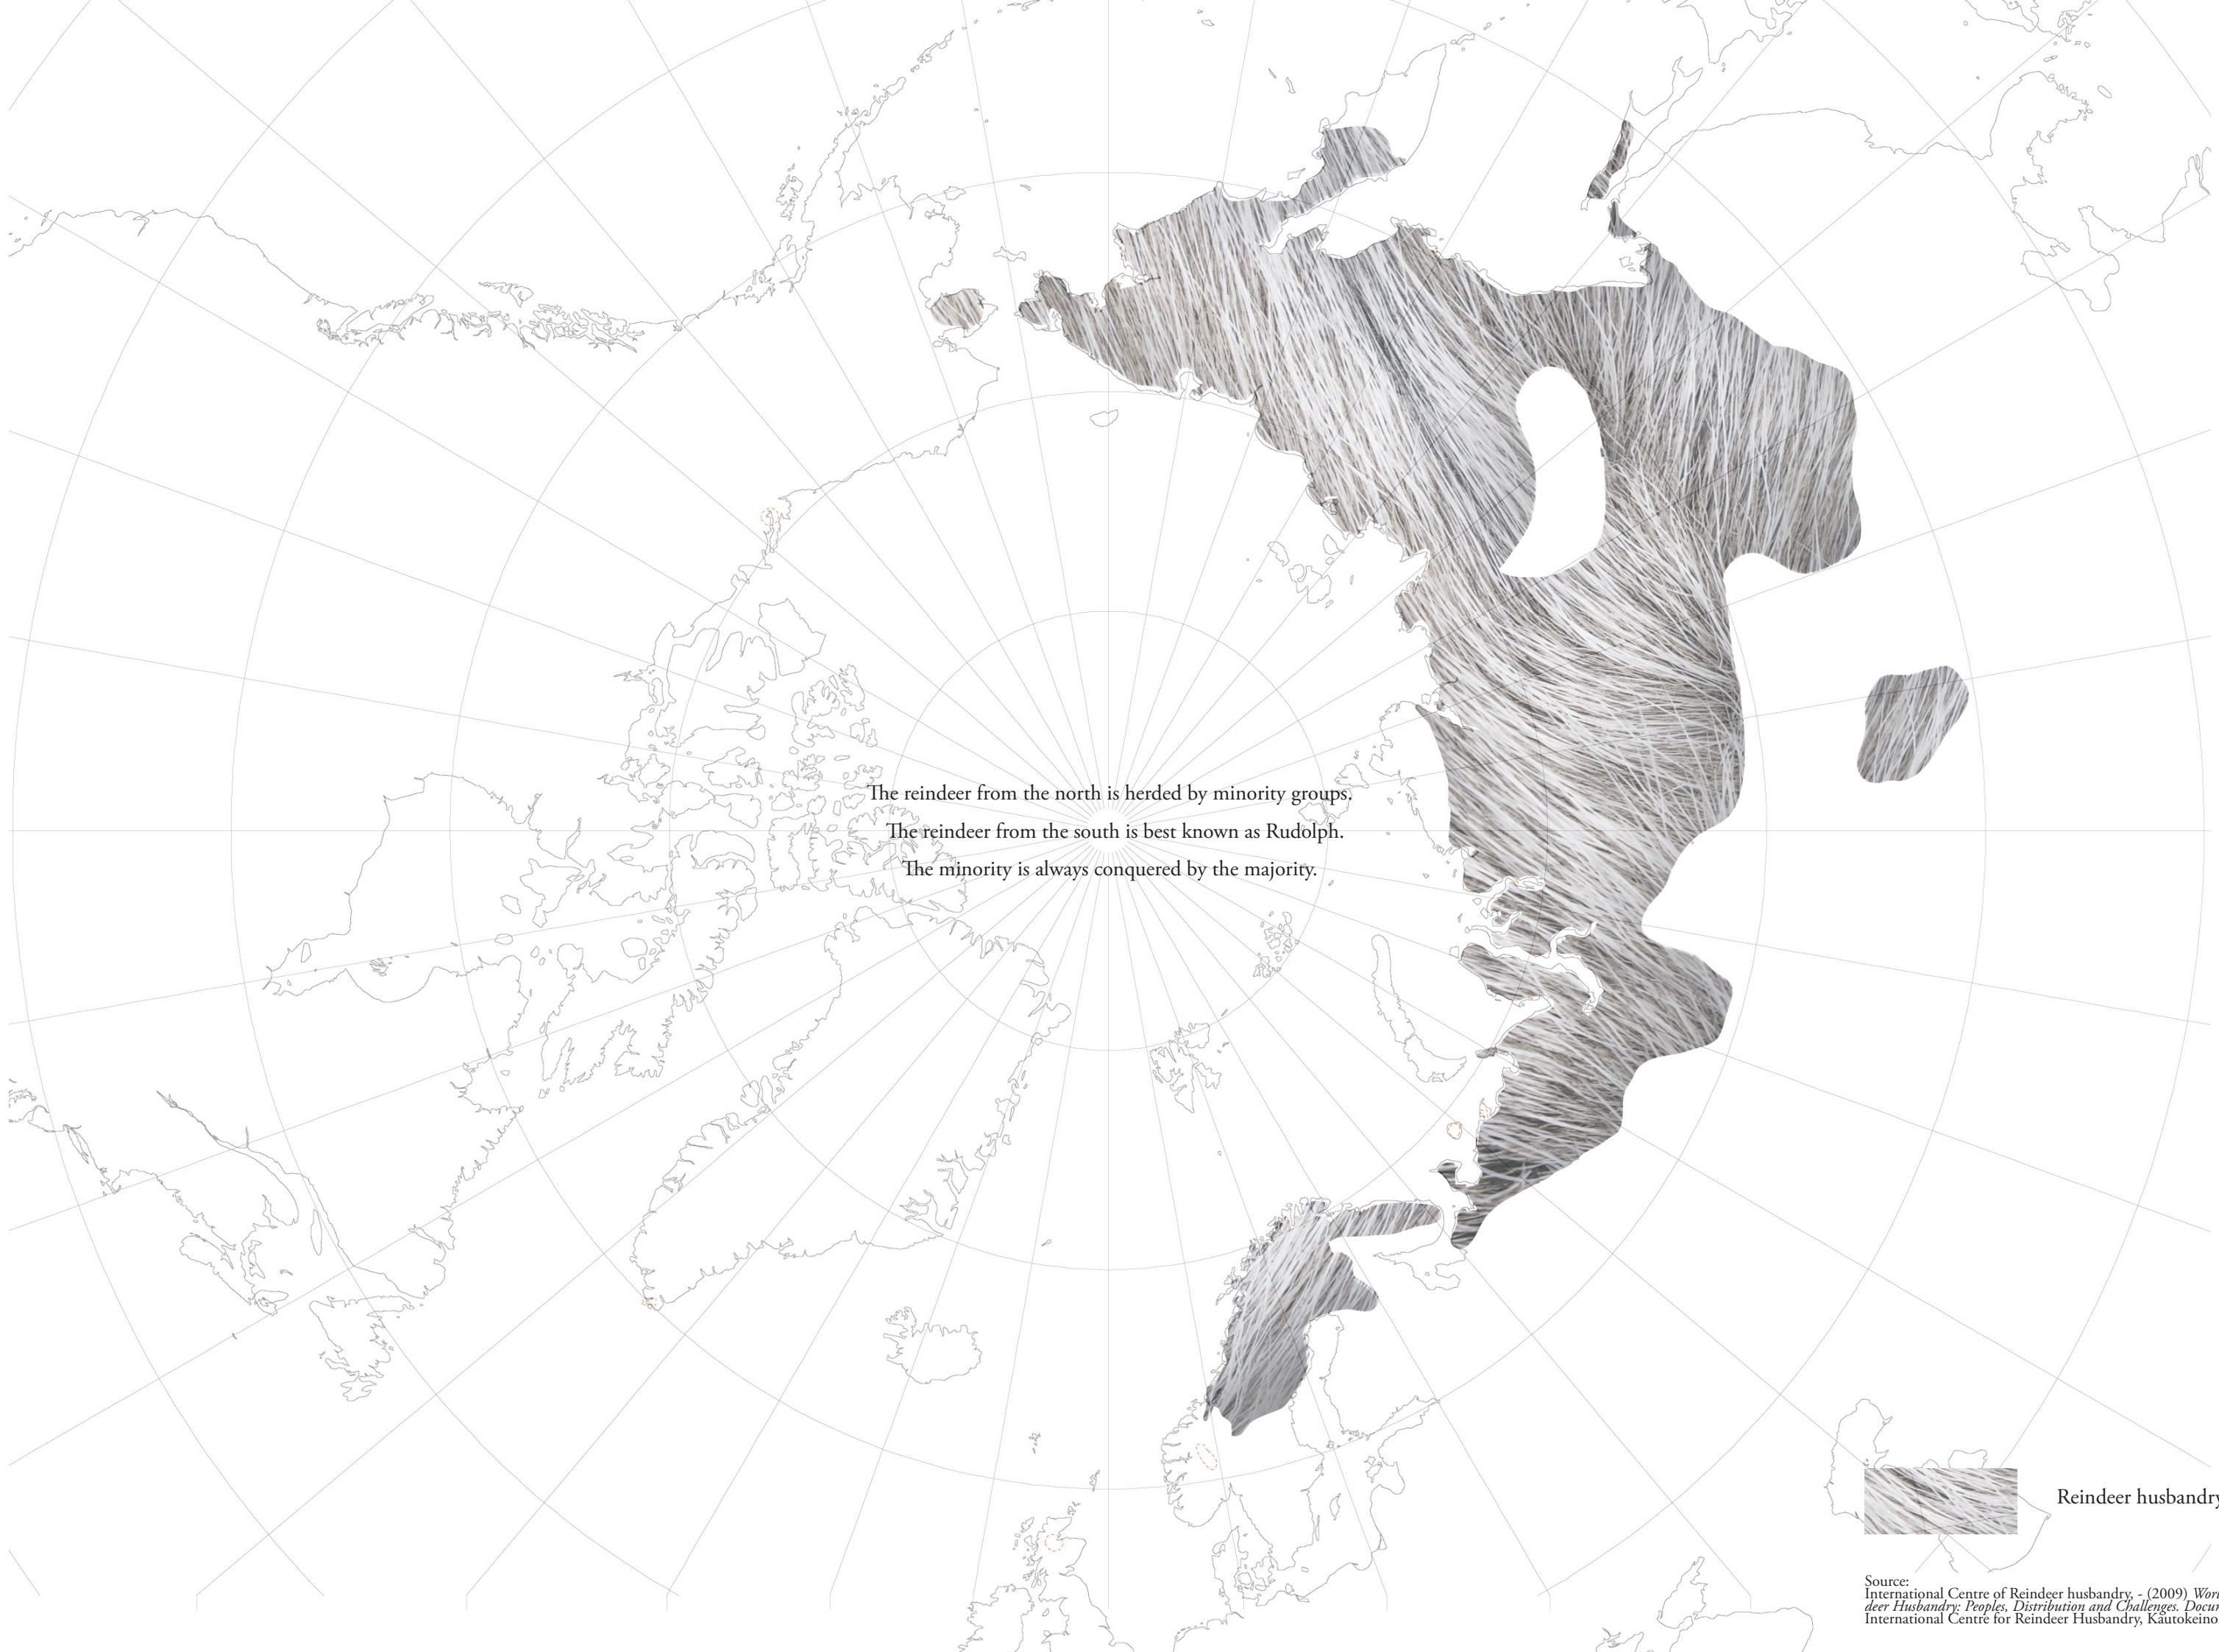 The reindeer from the north is herded by minority groups.
The reindeer from the south is best known as Rudolph.
The minority is always conquered by the majority.
Reindeer husbandry
Source:
International Centre of Reindeer husbandry, - (2009) Wor
deer Husbandry: Peoples, Distribution and Challenges. Docu
International Centre for Reindeer Husbandry, Kautokeino